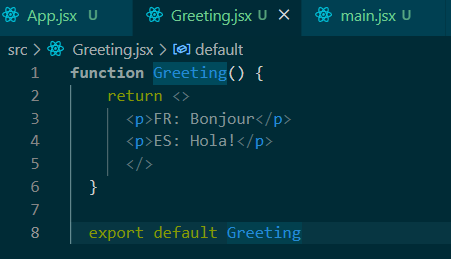 App.jsx U Greeting.jsx U × main.jsx U
src > Greeting.jsx > default
1 function Greeting() {
2 return <>
3 <p>FR: Bonjour</p>
4 <p>ES: Hola!</p>
5 </>
6 }
7
8 export default Greeting